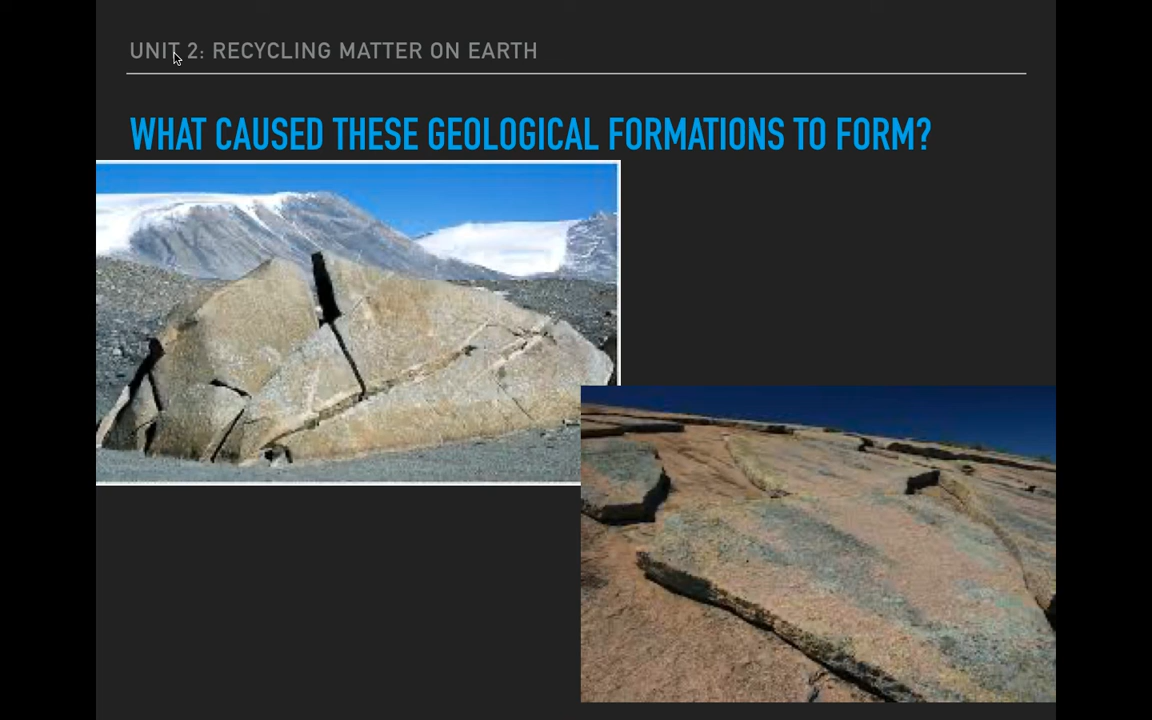 UNIT 2: RECYCLING MATTER ON EARTH
WHAT CAUSED THESE GEOLOGICAL FORMATIONS TO FORM?